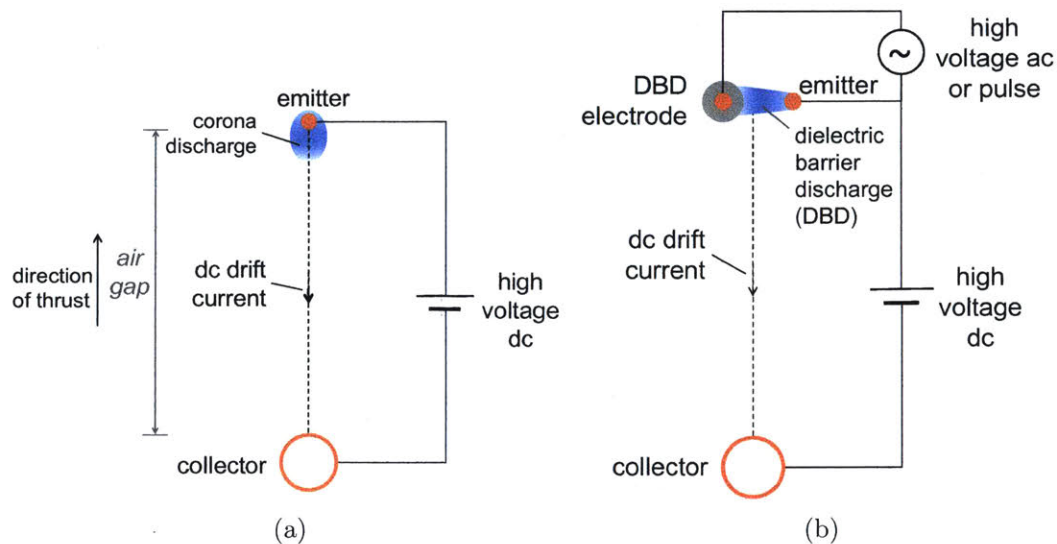 emitter
corona
discharge
direction
of thrust
air
gap
dc drift
current
high
voltage
dc
collector
(a)
high
voltage ac
or pulse
~
DBD
electrode
emitter
dielectric
barrier
discharge
(DBD)
dc drift
current
high
voltage
dc
collector
(b)